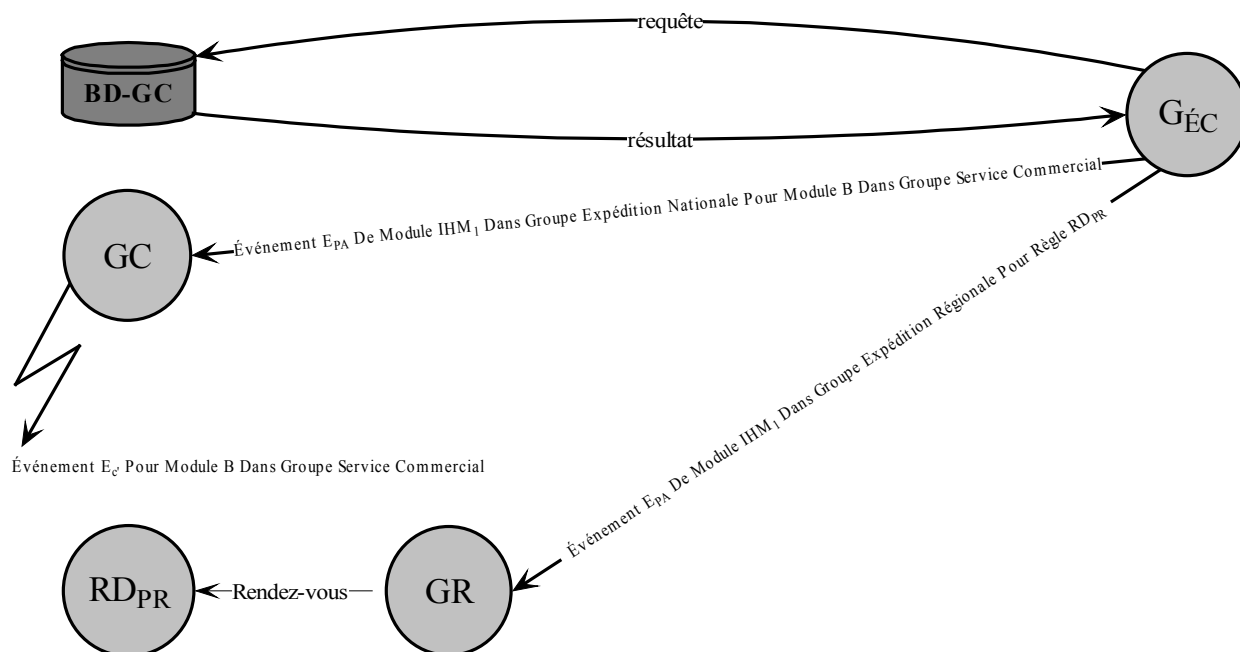 requête
BD-GC
GÉC
résultat
Événement EPA De Module IHM1 Dans Groupe Expédition Nationale Pour Module B Dans Groupe Service Commercial
GC
Événement EPA De Module IHM1 Dans Groupe Expédition Régionale Pour Règle RDPR
Événement Ec' Pour Module B Dans Groupe Service Commercial
RDPR
Rendez-vous
GR